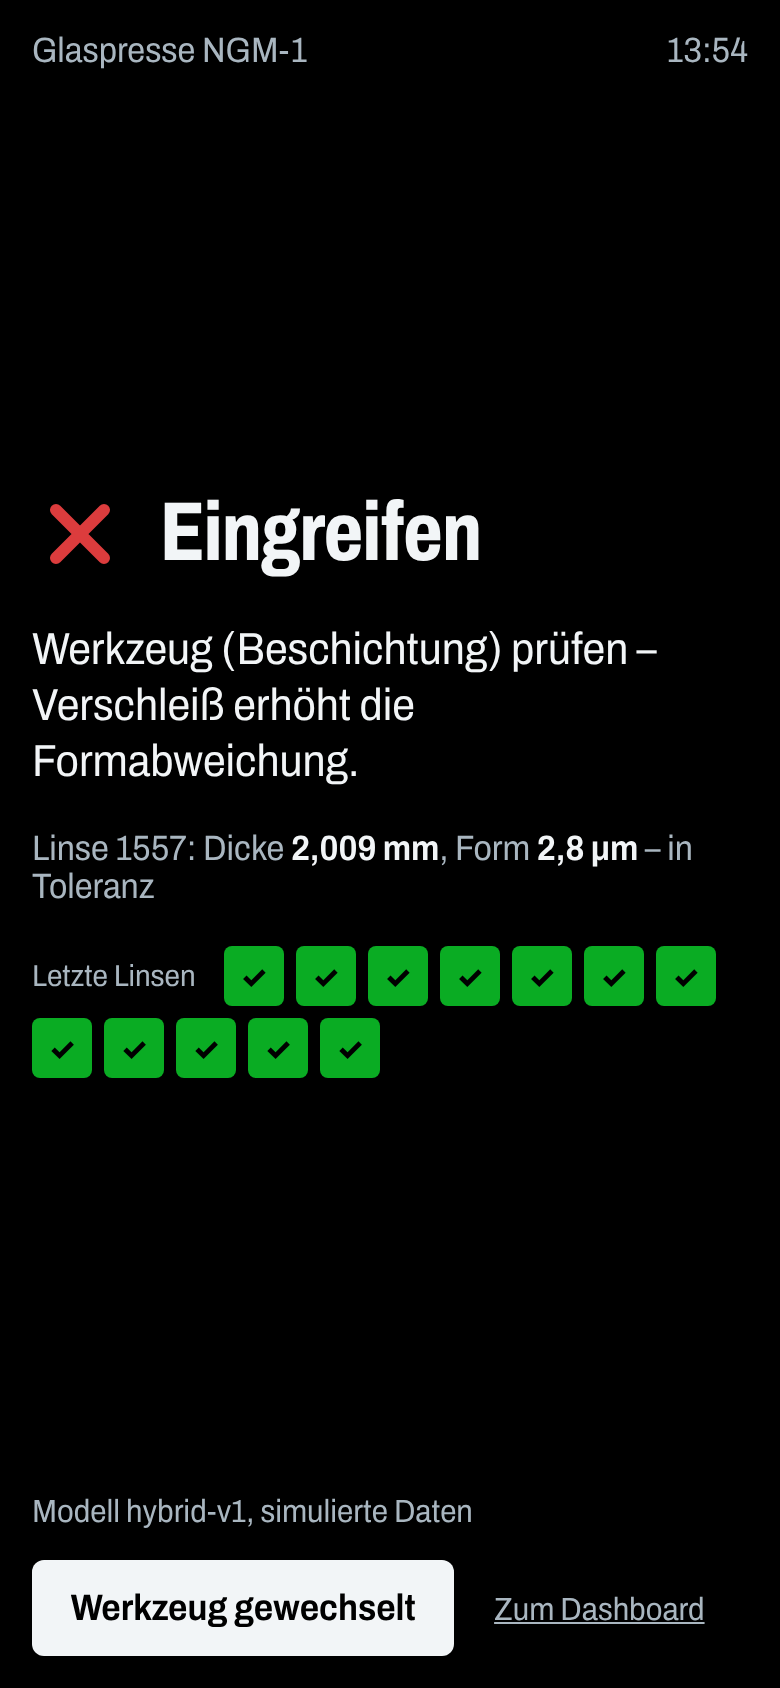 Glaspresse NGM-1 13:54
Eingreifen
Werkzeug (Beschichtung) prüfen –
Verschleiß erhöht die
Formabweichung.
Linse 1557: Dicke 2,009 mm, Form 2,8 µm – in
Toleranz
Letzte Linsen
Modell hybrid-v1, simulierte Daten
Werkzeug gewechselt Zum Dashboard